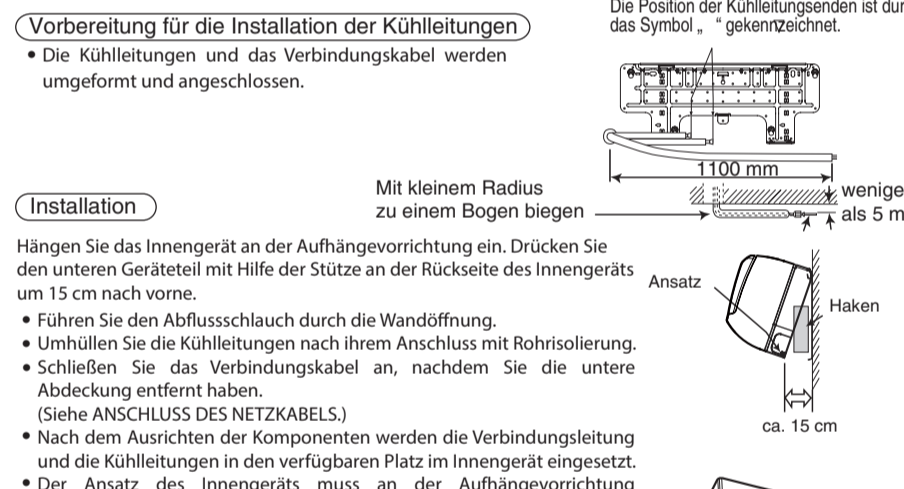 Die Position der Kühlleitungsenden ist
das Symbol „ “ gekennzeichnet.
Vorbereitung für die Installation der Kühlleitungen
• Die Kühlleitungen und das Verbindungskabel werden
umgeformt und angeschlossen.
1100 mm
Mit kleinem Radius
zu einem Bogen biegen
wenige
als 5 m
Installation
Hängen Sie das Innengerät an der Aufhängevorrichtung ein. Drücken Sie
den unteren Geräteteil mit Hilfe der Stütze an der Rückseite des Innengeräts
um 15 cm nach vorne.
• Führen Sie den Abflussschlauch durch die Wandöffnung.
• Umhüllen Sie die Kühlleitungen nach ihrem Anschluss mit Rohrisolierung.
• Schließen Sie das Verbindungskabel an, nachdem Sie die untere
Abdeckung entfernt haben.
(Siehe ANSCHLUSS DES NETZKABELS.)
• Nach dem Ausrichten der Komponenten werden die Verbindungsleitung
und die Kühlleitungen in den verfügbaren Platz im Innengerät eingesetzt.
• Der Ansatz des Innengeräts muss an der Aufhängevorrichtung
Ansatz
Haken
ca. 15 cm